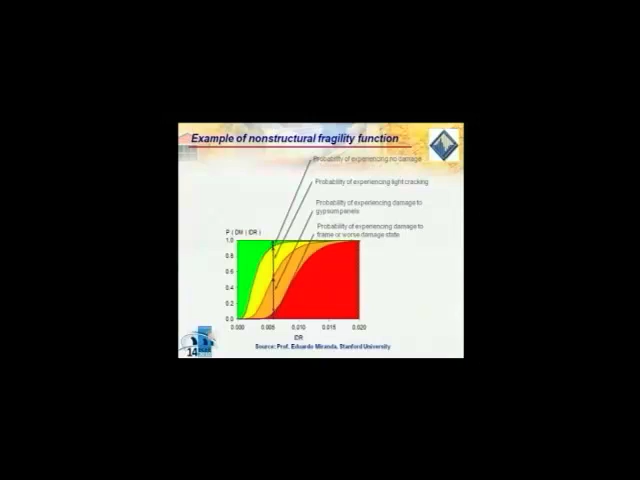 Example of nonstructural fragility function
Probability of experiencing no damage
Probability of experiencing light cracking
Probability of experiencing damage to
gypsum panels
Probability of experiencing damage to
frame or worse damage state
P ( DM | IDR )
1.0
0.8
0.6
0.4
0.2
0.0
0.000 0.005 0.010 0.015 0.020
IDR
14
Source: Prof. Eduardo Miranda, Stanford University